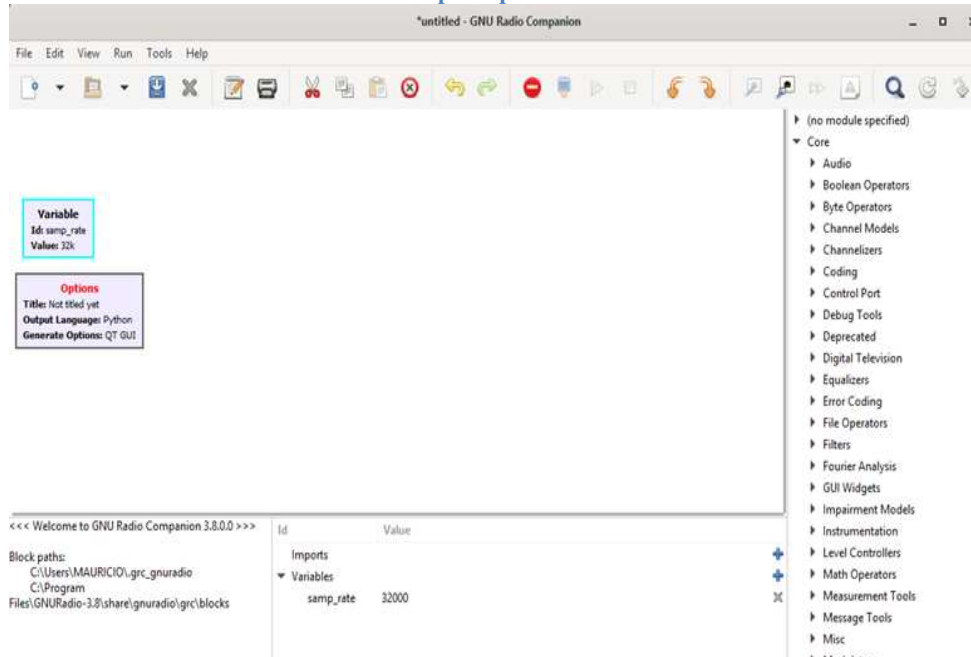 *untitled - GNU Radio Companion
File Edit View Run Tools Help
Variable
Id: samp_rate
Value: 32k
Options
Title: Not titled yet
Output Language: Python
Generate Options: QT GUI
<<< Welcome to GNU Radio Companion 3.8.0.0 >>>
Block paths:
C:\Users\MAURICIO\.grc_gnuradio
C:\Program
Files\GNURadio-3.8\share\gnuradio\grc\blocks
Id Value
Imports
Variables
samp_rate 32000
(no module specified)
Core
Audio
Boolean Operators
Byte Operators
Channel Models
Channelizers
Coding
Control Port
Debug Tools
Deprecated
Digital Television
Equalizers
Error Coding
File Operators
Filters
Fourier Analysis
GUI Widgets
Impairment Models
Instrumentation
Level Controllers
Math Operators
Measurement Tools
Message Tools
Misc